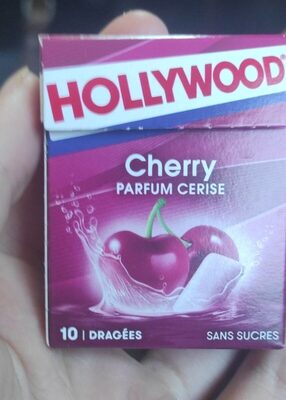 HOLLYWOOD®
Cherry
PARFUM CERISE
10 | DRAGÉES
SANS SUCRES